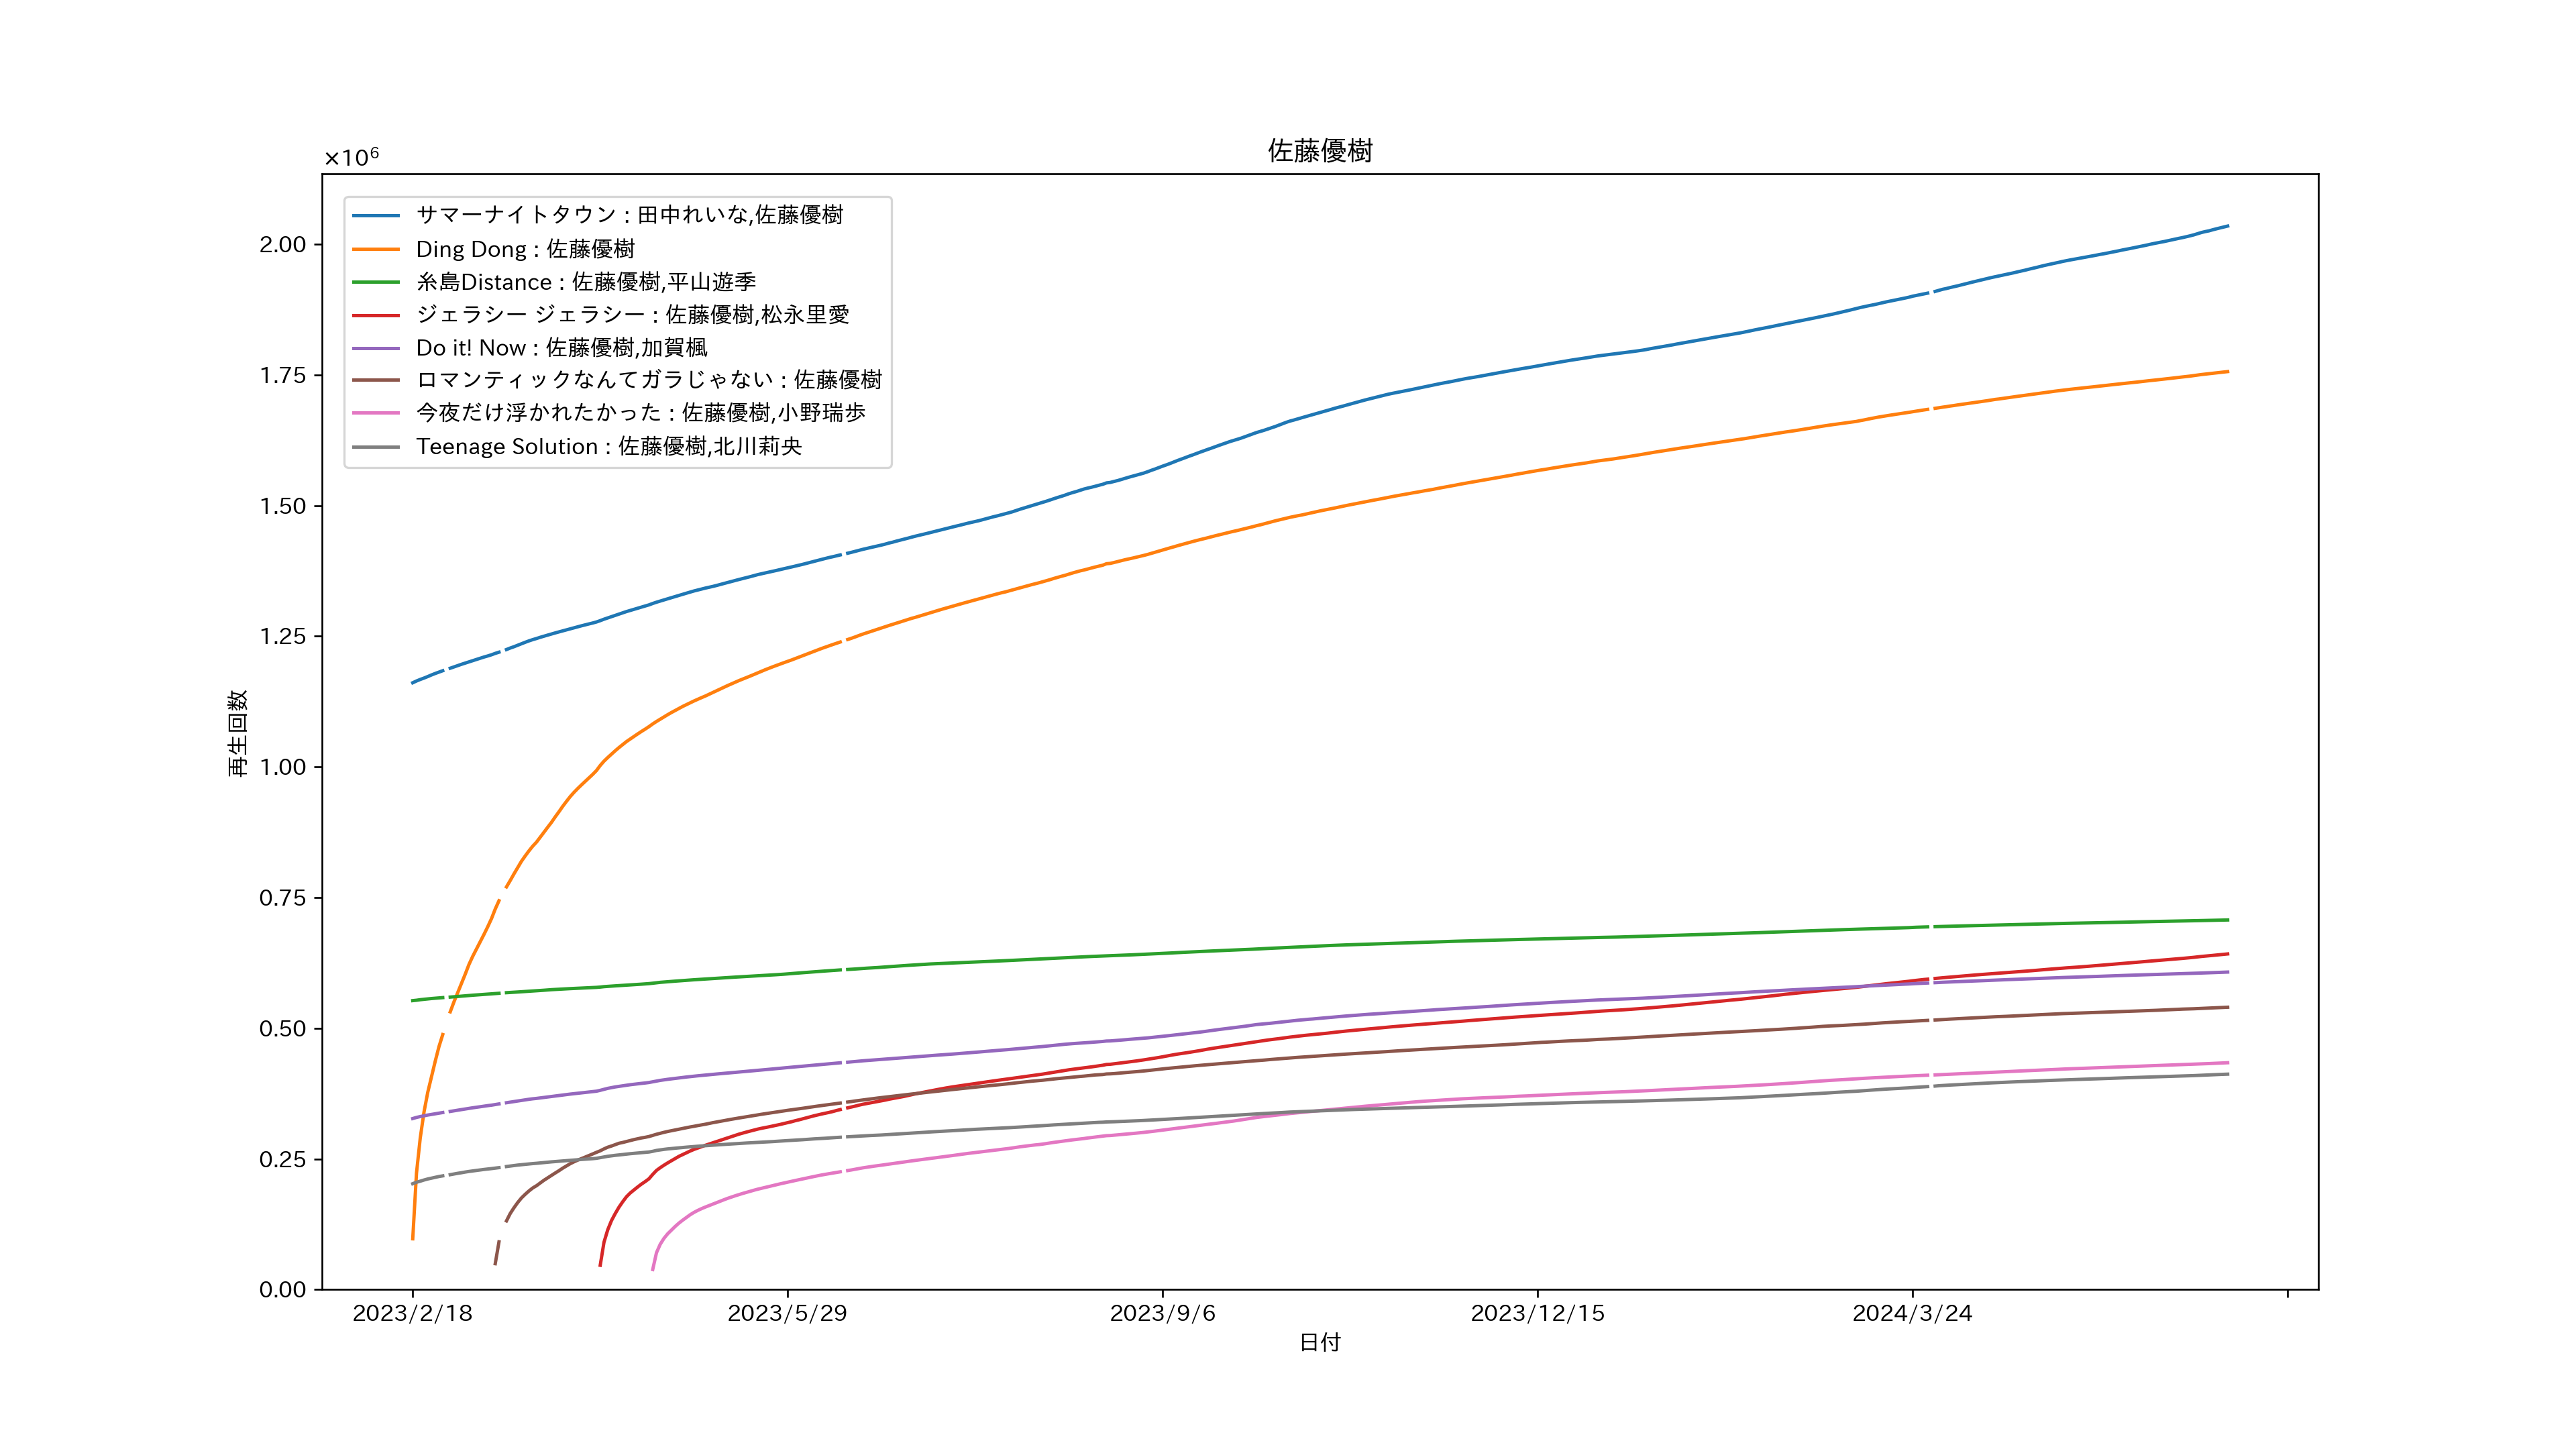 佐藤優樹
×10⁶
サマーナイトタウン : 田中れいな,佐藤優樹
Ding Dong : 佐藤優樹
糸島Distance : 佐藤優樹,平山遊季
ジェラシー ジェラシー : 佐藤優樹,松永里愛
Do it! Now : 佐藤優樹,加賀楓
ロマンティックなんてガラじゃない : 佐藤優樹
今夜だけ浮かれたかった : 佐藤優樹,小野瑞歩
Teenage Solution : 佐藤優樹,北川莉央
再生回数
2.00
1.75
1.50
1.25
1.00
0.75
0.50
0.25
0.00
2023/2/18
2023/5/29
2023/9/6
2023/12/15
2024/3/24
日付